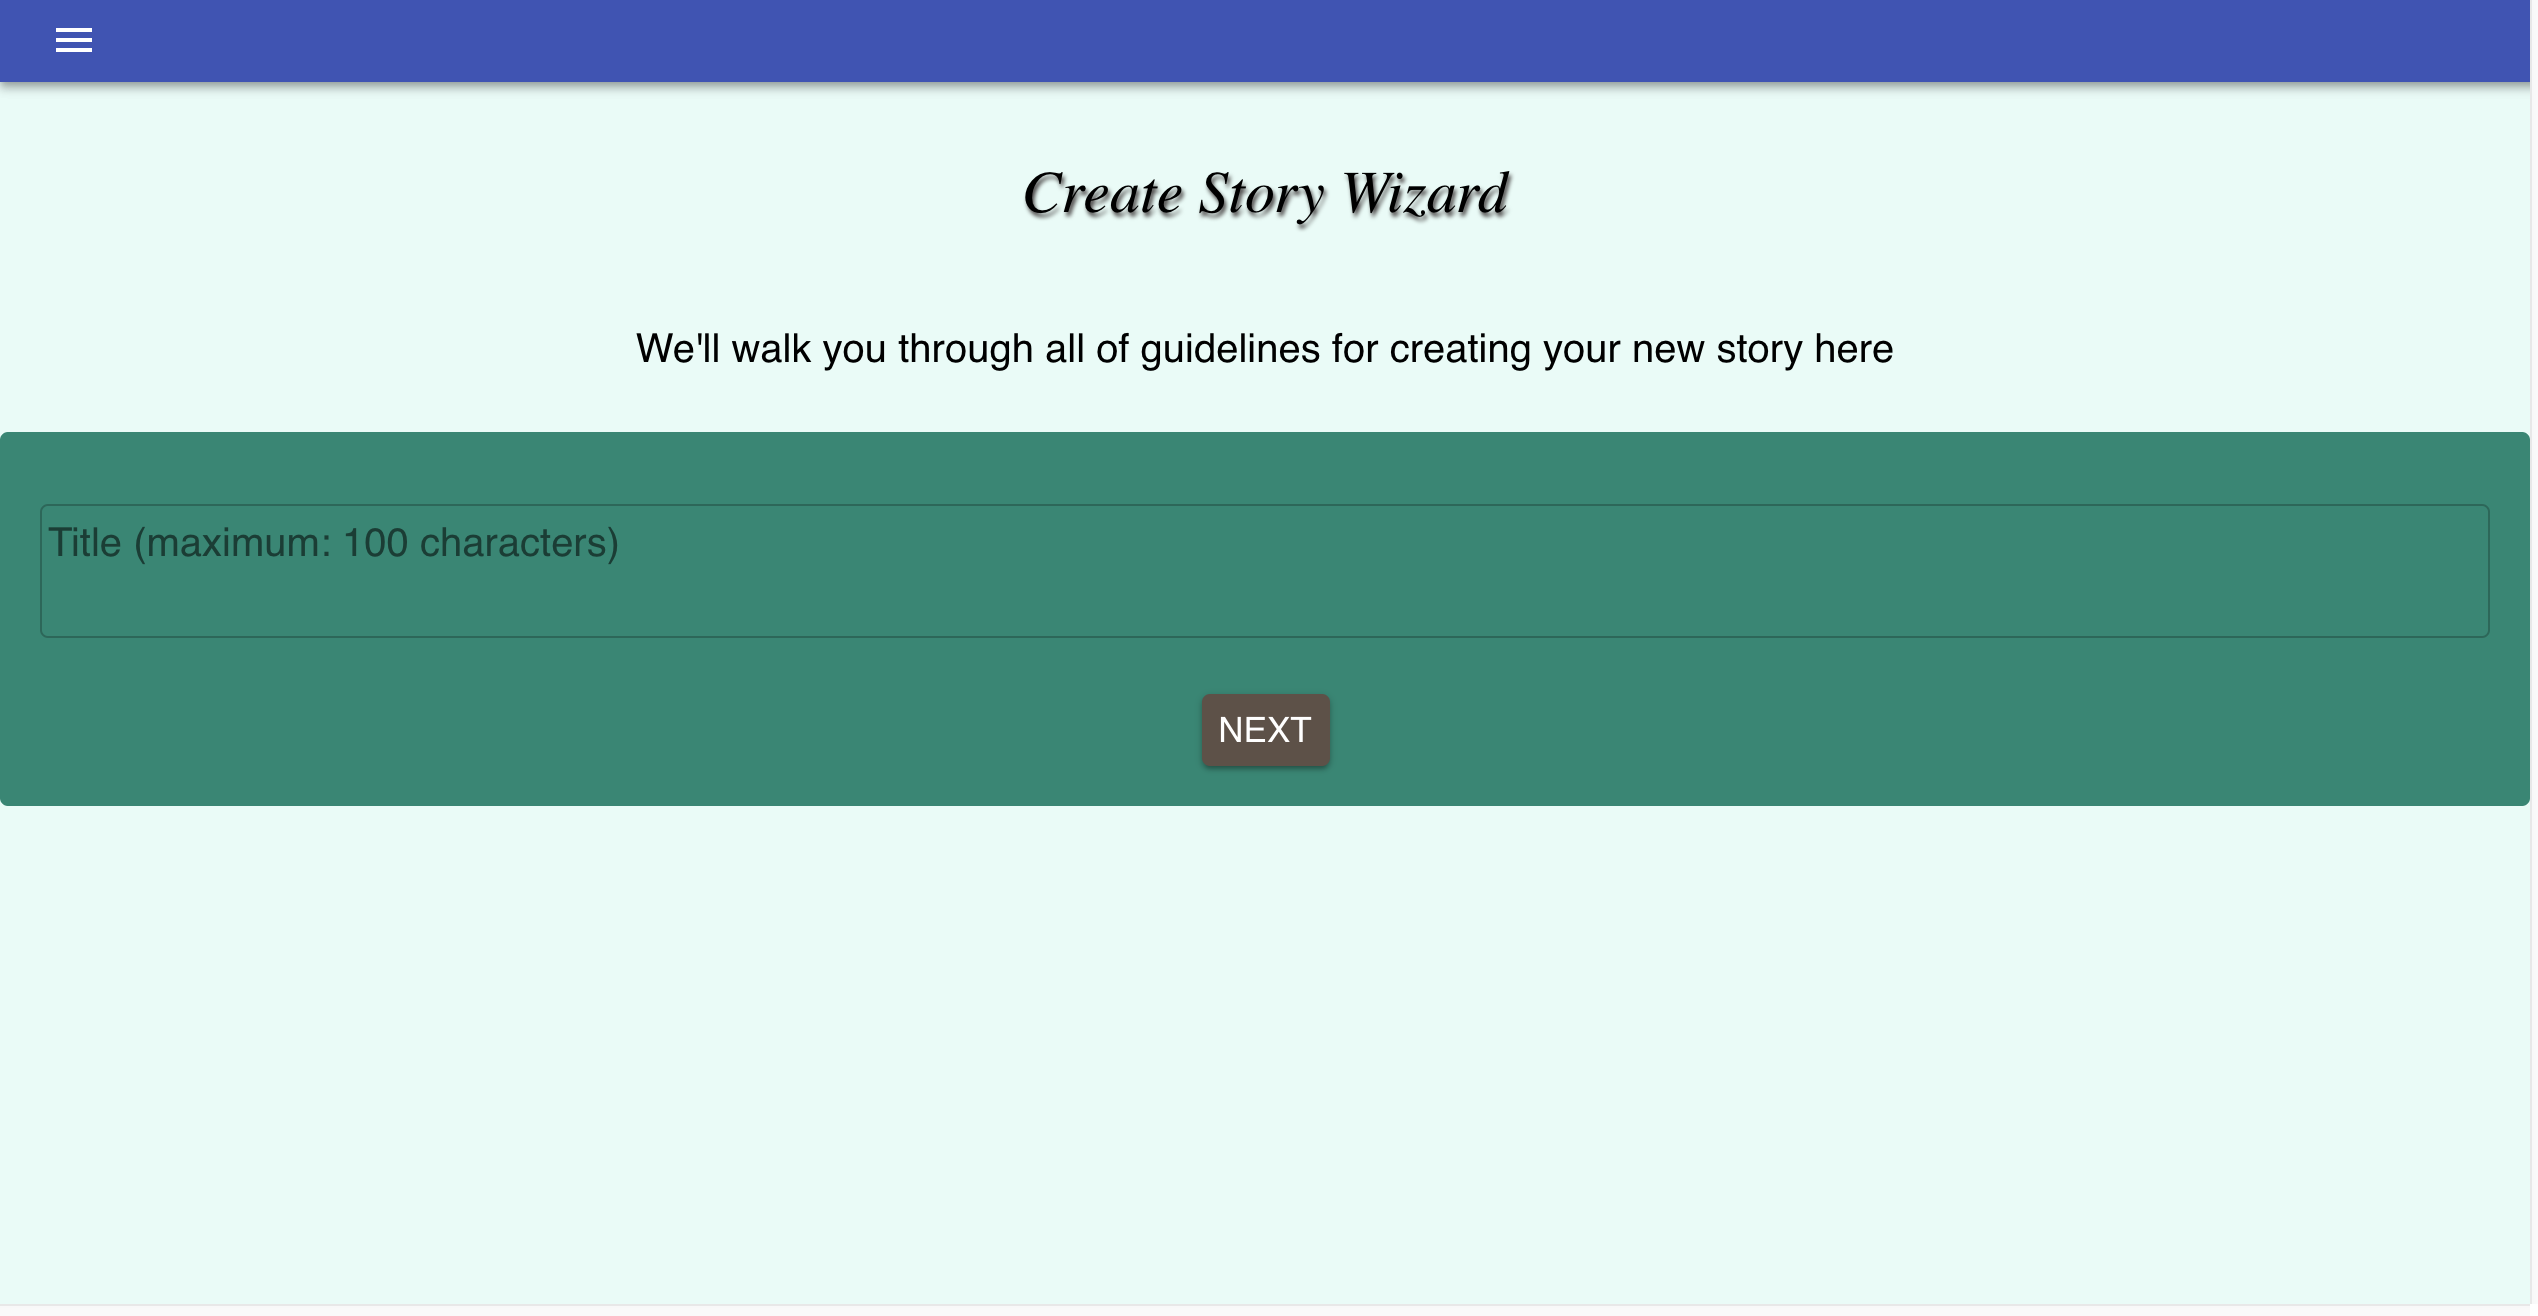 Create Story Wizard
We'll walk you through all of guidelines for creating your new story here
Title (maximum: 100 characters)
NEXT